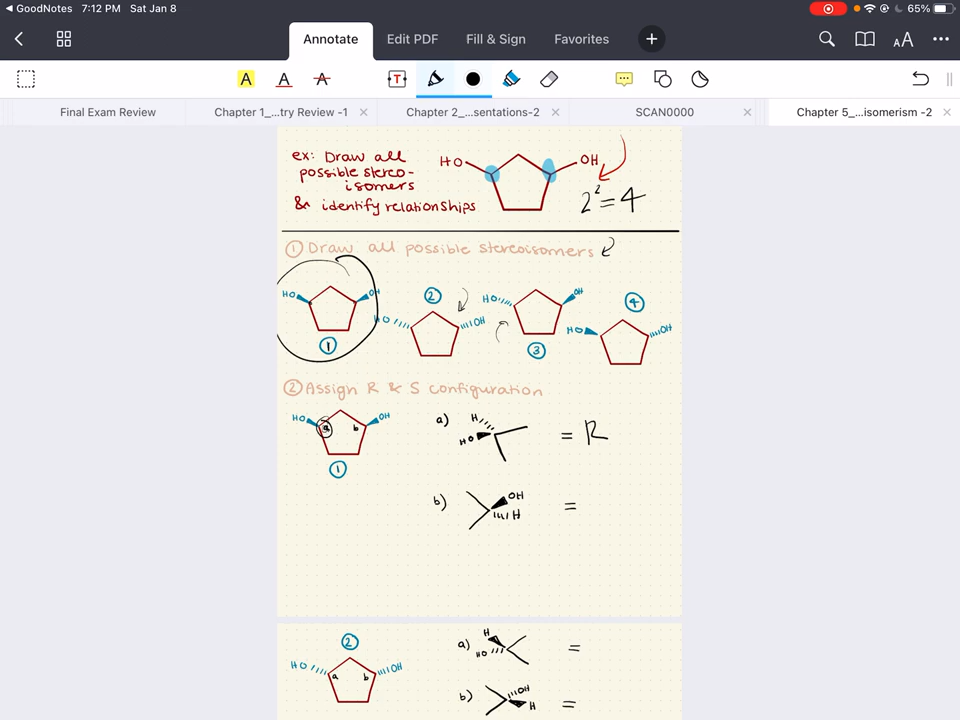 GoodNotes 7:12 PM Sat Jan 8 65%
Annotate Edit PDF Fill & Sign Favorites
A A A T AA
Final Exam Review Chapter 1_...try Review -1 Chapter 2_...sentations-2 SCAN0000 Chapter 5_...isomerism -2
ex: Draw all
possible stereo-
isomers
& identify relationships
HO OH
2² = 4
① Draw all possible stereoisomers
HO OH
①
②
HO OH
HO OH
③
④
HO OH
② Assign R & S configuration
HO OH
a b
①
a) H HO = R
b) OH H =
②
HO OH
a b
a) H HO =
b) OH H =